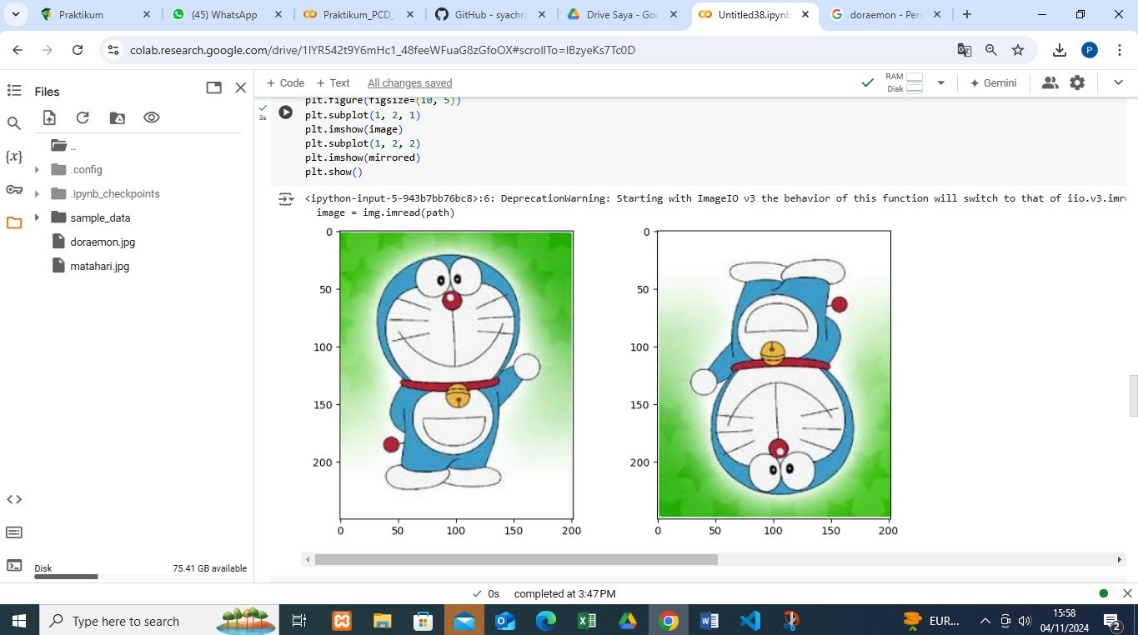 Praktikum
(45) WhatsApp
Praktikum_PCD_
GitHub - syachra
Drive Saya - Goo
Untitled38.ipynb
doraemon - Pen
colab.research.google.com/drive/1IYR542t9Y6mHc1_48feeWFuaG8zGfoOX#scrollTo=lBzyeKs7Tc0D
P
Files
+ Code + Text All changes saved
RAM
Disk
Gemini
..
.config
.ipynb_checkpoints
sample_data
doraemon.jpg
matahari.jpg
{x}
<>
2s
plt.figure(figsize=(10, 5))
plt.subplot(1, 2, 1)
plt.imshow(image)
plt.subplot(1, 2, 2)
plt.imshow(mirrored)
plt.show()
<ipython-input-5-943b7bb76bc8>:6: DeprecationWarning: Starting with ImageIO v3 the behavior of this function will switch to that of iio.v3.imr
image = img.imread(path)
0
50
100
150
200
0 50 100 150 200
0
50
100
150
200
0 50 100 150 200
Disk 75.41 GB available
0s completed at 3:47 PM
Type here to search
EUR...
15:58
04/11/2024
2